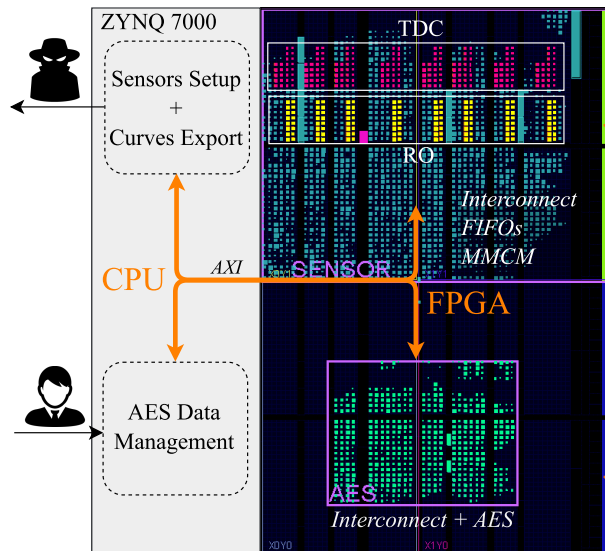 ZYNQ 7000
TDC
Sensors Setup
+
Curves Export
RO
Interconnect
FIFOs
MMCM
AXI
SENSOR
CPU
FPGA
AES Data
Management
AES
Interconnect + AES
X0Y0
X1Y0